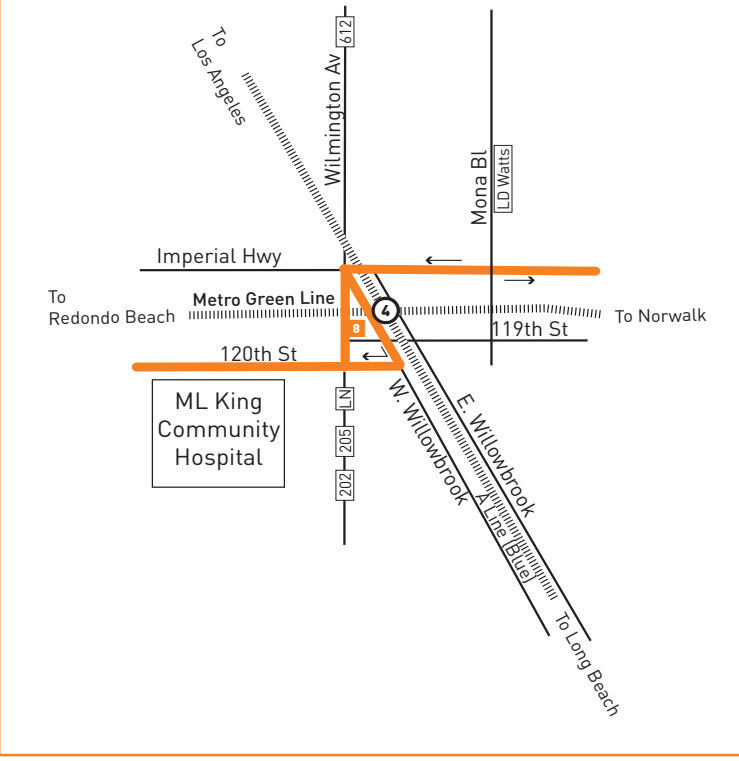 To
Los Angeles
612
Wilmington Av
Mona Bl
LD Watts
Imperial Hwy
To
Redondo Beach
Metro Green Line
4
To Norwalk
8
119th St
120th St
ML King
Community
Hospital
LN
205
202
W. Willowbrook
E. Willowbrook
A Line (Blue)
To Long Beach